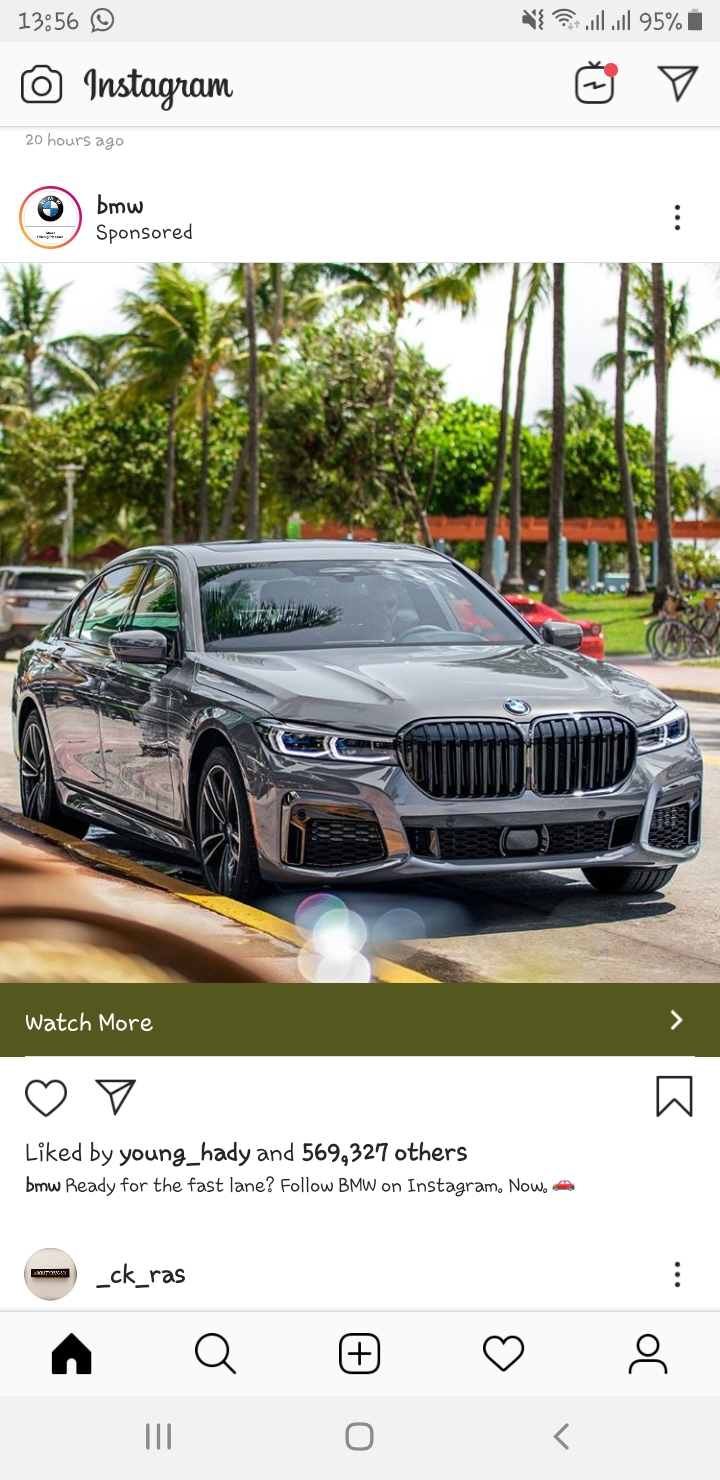 13:56 95%
Instagram
20 hours ago
bmw
Sponsored
Watch More
Liked by young_hady and 569,327 others
bmw Ready for the fast lane? Follow BMW on Instagram. Now. 🚗
_ck_ras